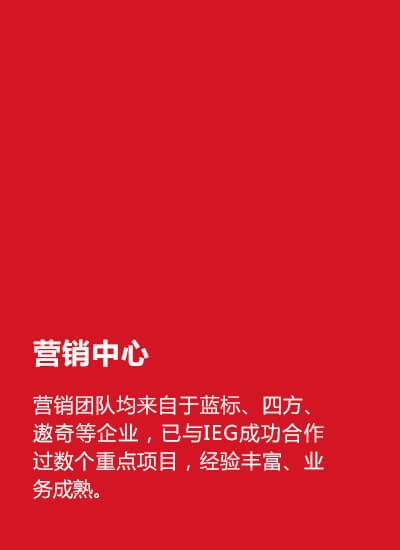 营销中心
营销团队均来自于蓝标、四方、
遨奇等企业，已与IEG成功合作
过数个重点项目，经验丰富、业
务成熟。